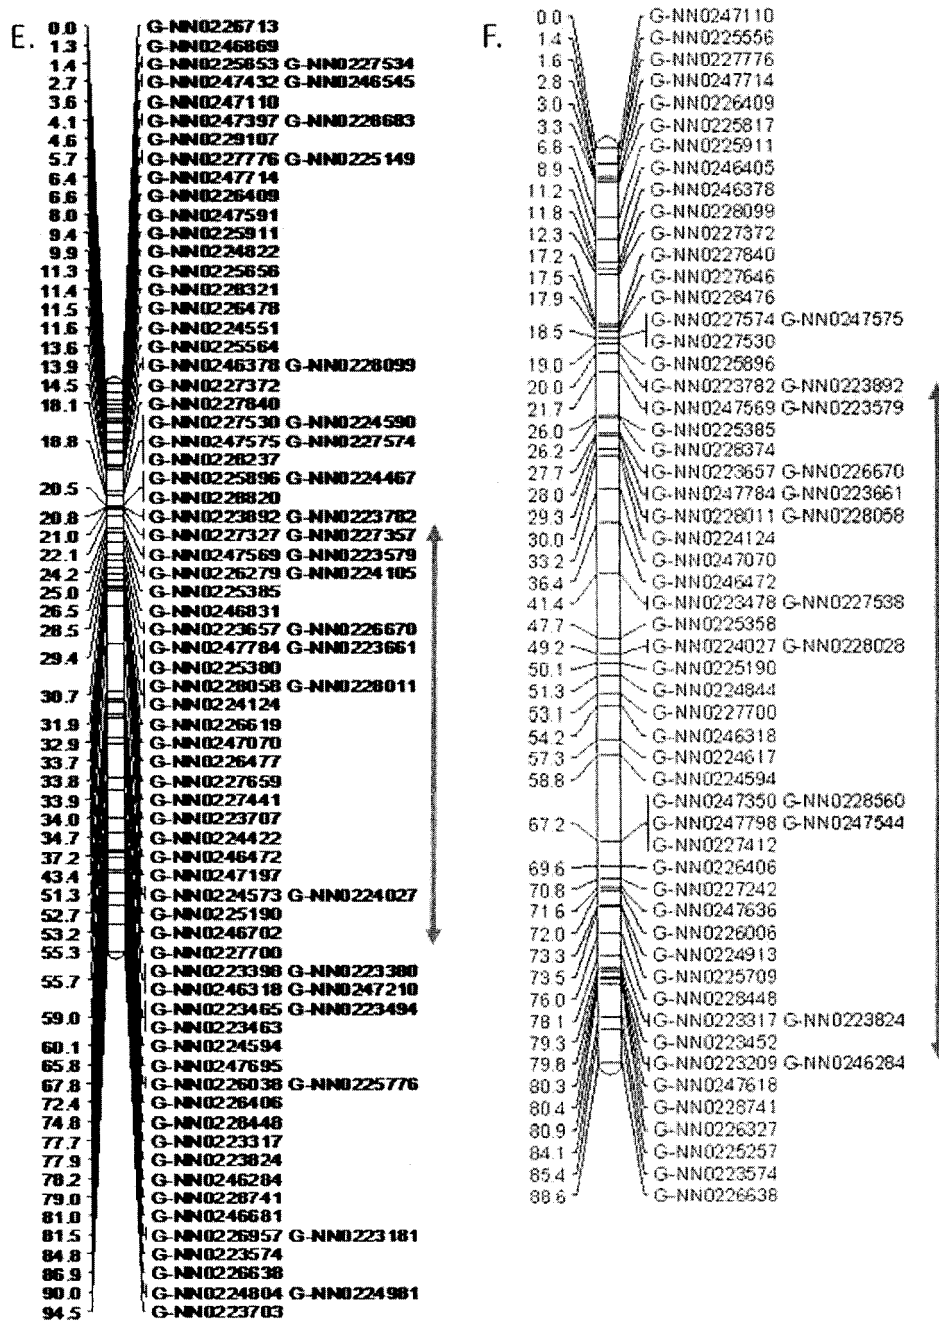 E.
0.0 G-NN0226713
1.3 G-NN0246869
1.4 G-NN0225653 G-NN0227534
2.7 G-NN0247432 G-NN0246545
3.6 G-NN0247110
4.1 G-NN0247397 G-NN0228683
4.6 G-NN0229107
5.7 G-NN0227776 G-NN0225149
6.4 G-NN0247714
6.6 G-NN0226409
8.0 G-NN0247591
9.4 G-NN0225911
9.9 G-NN0224822
11.3 G-NN0225656
11.4 G-NN0228321
11.5 G-NN0226478
11.6 G-NN0224551
13.6 G-NN0225564
13.9 G-NN0246378 G-NN0228099
14.5 G-NN0227372
18.1 G-NN0227840
G-NN0227530 G-NN0224590
18.8 G-NN0247575 G-NN0227574
G-NN0228237
20.5 G-NN0225896 G-NN0224467
G-NN0228820
20.8 G-NN0223892 G-NN0223782
21.0 G-NN0227327 G-NN0227357
22.1 G-NN0247569 G-NN0223579
24.2 G-NN0226279 G-NN0224105
25.0 G-NN0225385
26.5 G-NN0246831
28.5 G-NN0223657 G-NN0226670
29.4 G-NN0247784 G-NN0223661
G-NN0225380
30.7 G-NN0228058 G-NN0228011
G-NN0224124
31.9 G-NN0226619
32.9 G-NN0247070
33.7 G-NN0226477
33.8 G-NN0227659
33.9 G-NN0227441
34.0 G-NN0223707
34.7 G-NN0224422
37.2 G-NN0246472
43.4 G-NN0247197
51.3 G-NN0224573 G-NN0224027
52.7 G-NN0225190
53.2 G-NN0246702
55.3 G-NN0227700
55.7 G-NN0223398 G-NN0223380
G-NN0246318 G-NN0247210
59.0 G-NN0223465 G-NN0223494
G-NN0223463
60.1 G-NN0224594
65.8 G-NN0247695
67.8 G-NN0226038 G-NN0225776
72.4 G-NN0226406
74.8 G-NN0228448
77.7 G-NN0223317
77.9 G-NN0223824
78.2 G-NN0246284
79.0 G-NN0228741
81.0 G-NN0246681
81.5 G-NN0226957 G-NN0223181
84.8 G-NN0223574
86.9 G-NN0226638
90.0 G-NN0224804 G-NN0224981
94.5 G-NN0223703
F.
0.0 G-NN0247110
1.4 G-NN0225556
1.6 G-NN0227776
2.8 G-NN0247714
3.0 G-NN0226409
3.3 G-NN0225817
6.8 G-NN0225911
8.9 G-NN0246405
11.2 G-NN0246378
11.8 G-NN0228099
12.3 G-NN0227372
17.2 G-NN0227840
17.5 G-NN0227646
17.9 G-NN0228476
18.5 G-NN0227574 G-NN0247575
G-NN0227530
19.0 G-NN0225896
20.0 G-NN0223782 G-NN0223892
21.7 G-NN0247569 G-NN0223579
26.0 G-NN0225385
26.2 G-NN0228374
27.7 G-NN0223657 G-NN0226670
28.0 G-NN0247784 G-NN0223661
29.3 G-NN0228011 G-NN0228058
30.0 G-NN0224124
33.2 G-NN0247070
36.4 G-NN0246472
41.4 G-NN0223478 G-NN0227538
47.7 G-NN0225358
49.2 G-NN0224027 G-NN0228028
50.1 G-NN0225190
51.3 G-NN0224844
53.1 G-NN0227700
54.2 G-NN0246318
57.3 G-NN0224617
58.8 G-NN0224594
G-NN0247350 G-NN0228560
67.2 G-NN0247798 G-NN0247544
G-NN0227412
69.6 G-NN0226406
70.8 G-NN0227242
71.6 G-NN0247636
72.0 G-NN0226006
73.3 G-NN0224913
73.5 G-NN0225709
76.0 G-NN0228448
78.1 G-NN0223317 G-NN0223824
79.3 G-NN0223452
79.8 G-NN0223209 G-NN0246284
80.3 G-NN0247618
80.4 G-NN0228741
80.9 G-NN0226327
84.1 G-NN0225257
85.4 G-NN0223574
88.6 G-NN0226638